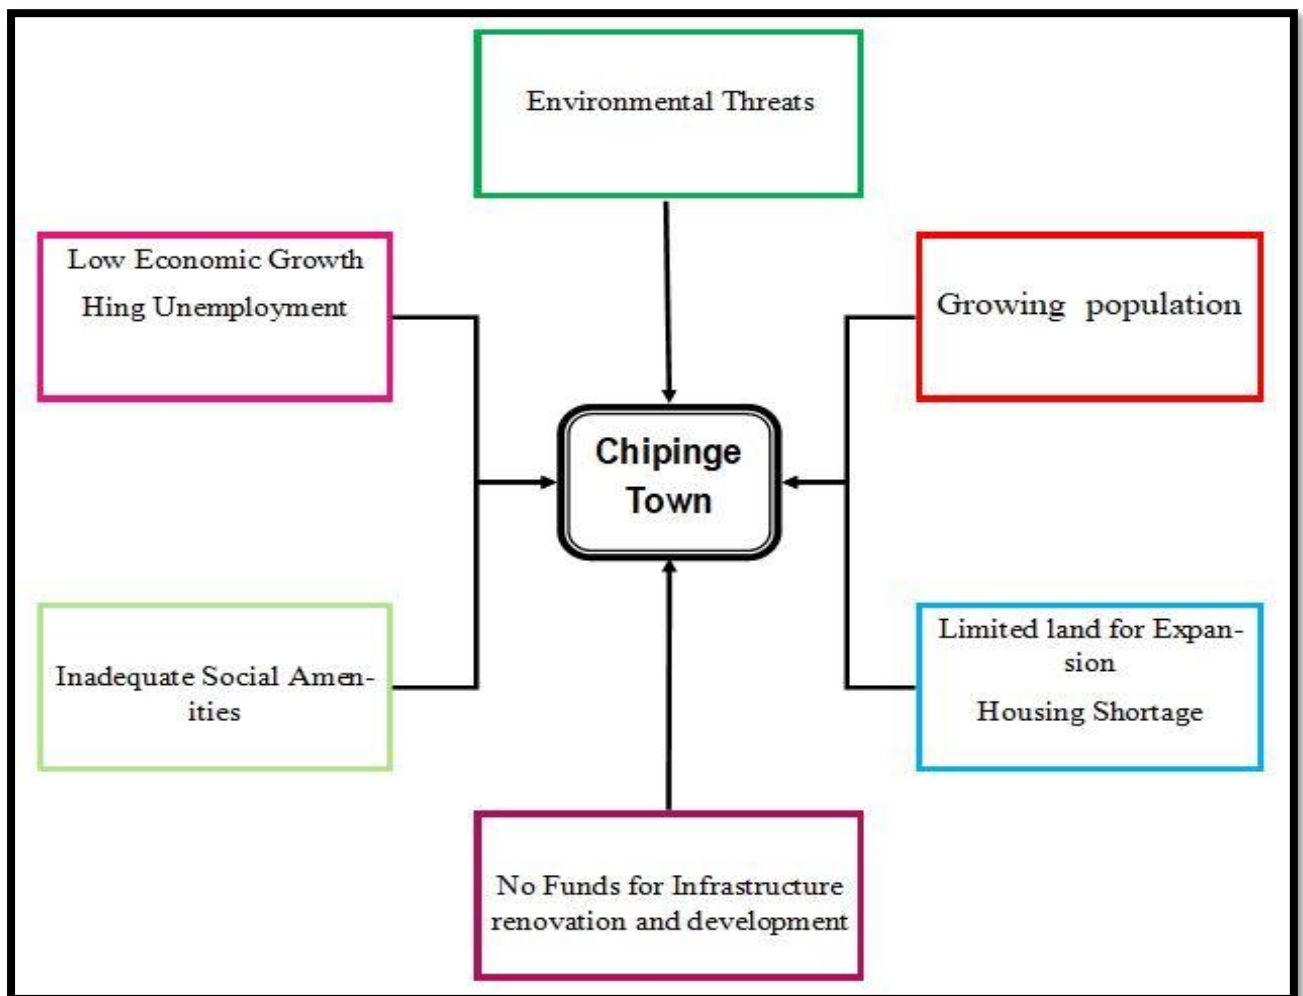 Environmental Threats
Low Economic Growth
Hing Unemployment
Growing population
Chipinge
Town
Inadequate Social Amen-
ities
Limited land for Expan-
sion
Housing Shortage
No Funds for Infrastructure
renovation and development